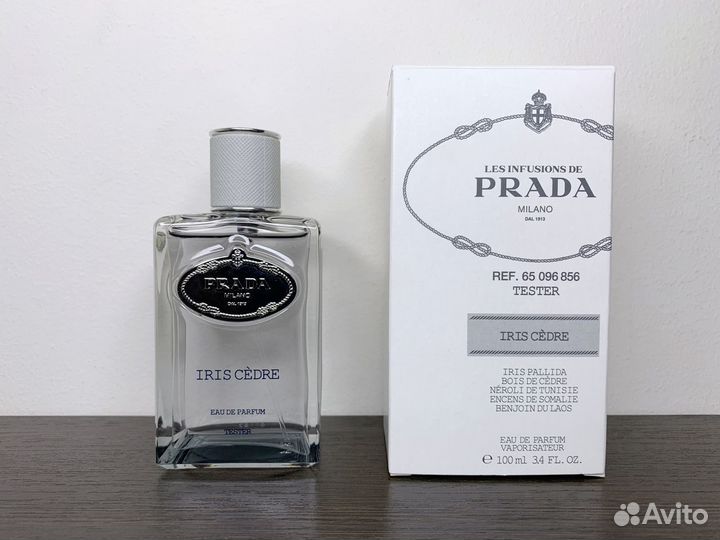 PRADA
MILANO
DAL 1913
IRIS CÈDRE
EAU DE PARFUM
TESTER
LES INFUSIONS DE
PRADA
MILANO
DAL 1913
REF. 65 096 856
TESTER
IRIS CÈDRE
IRIS PALLIDA
BOIS DE CÈDRE
NÉROLI DE TUNISIE
ENCENS DE SOMALIE
BENJOIN DU LAOS
EAU DE PARFUM
VAPORISATEUR
℮ 100 ml 3.4 FL. OZ.
Avito